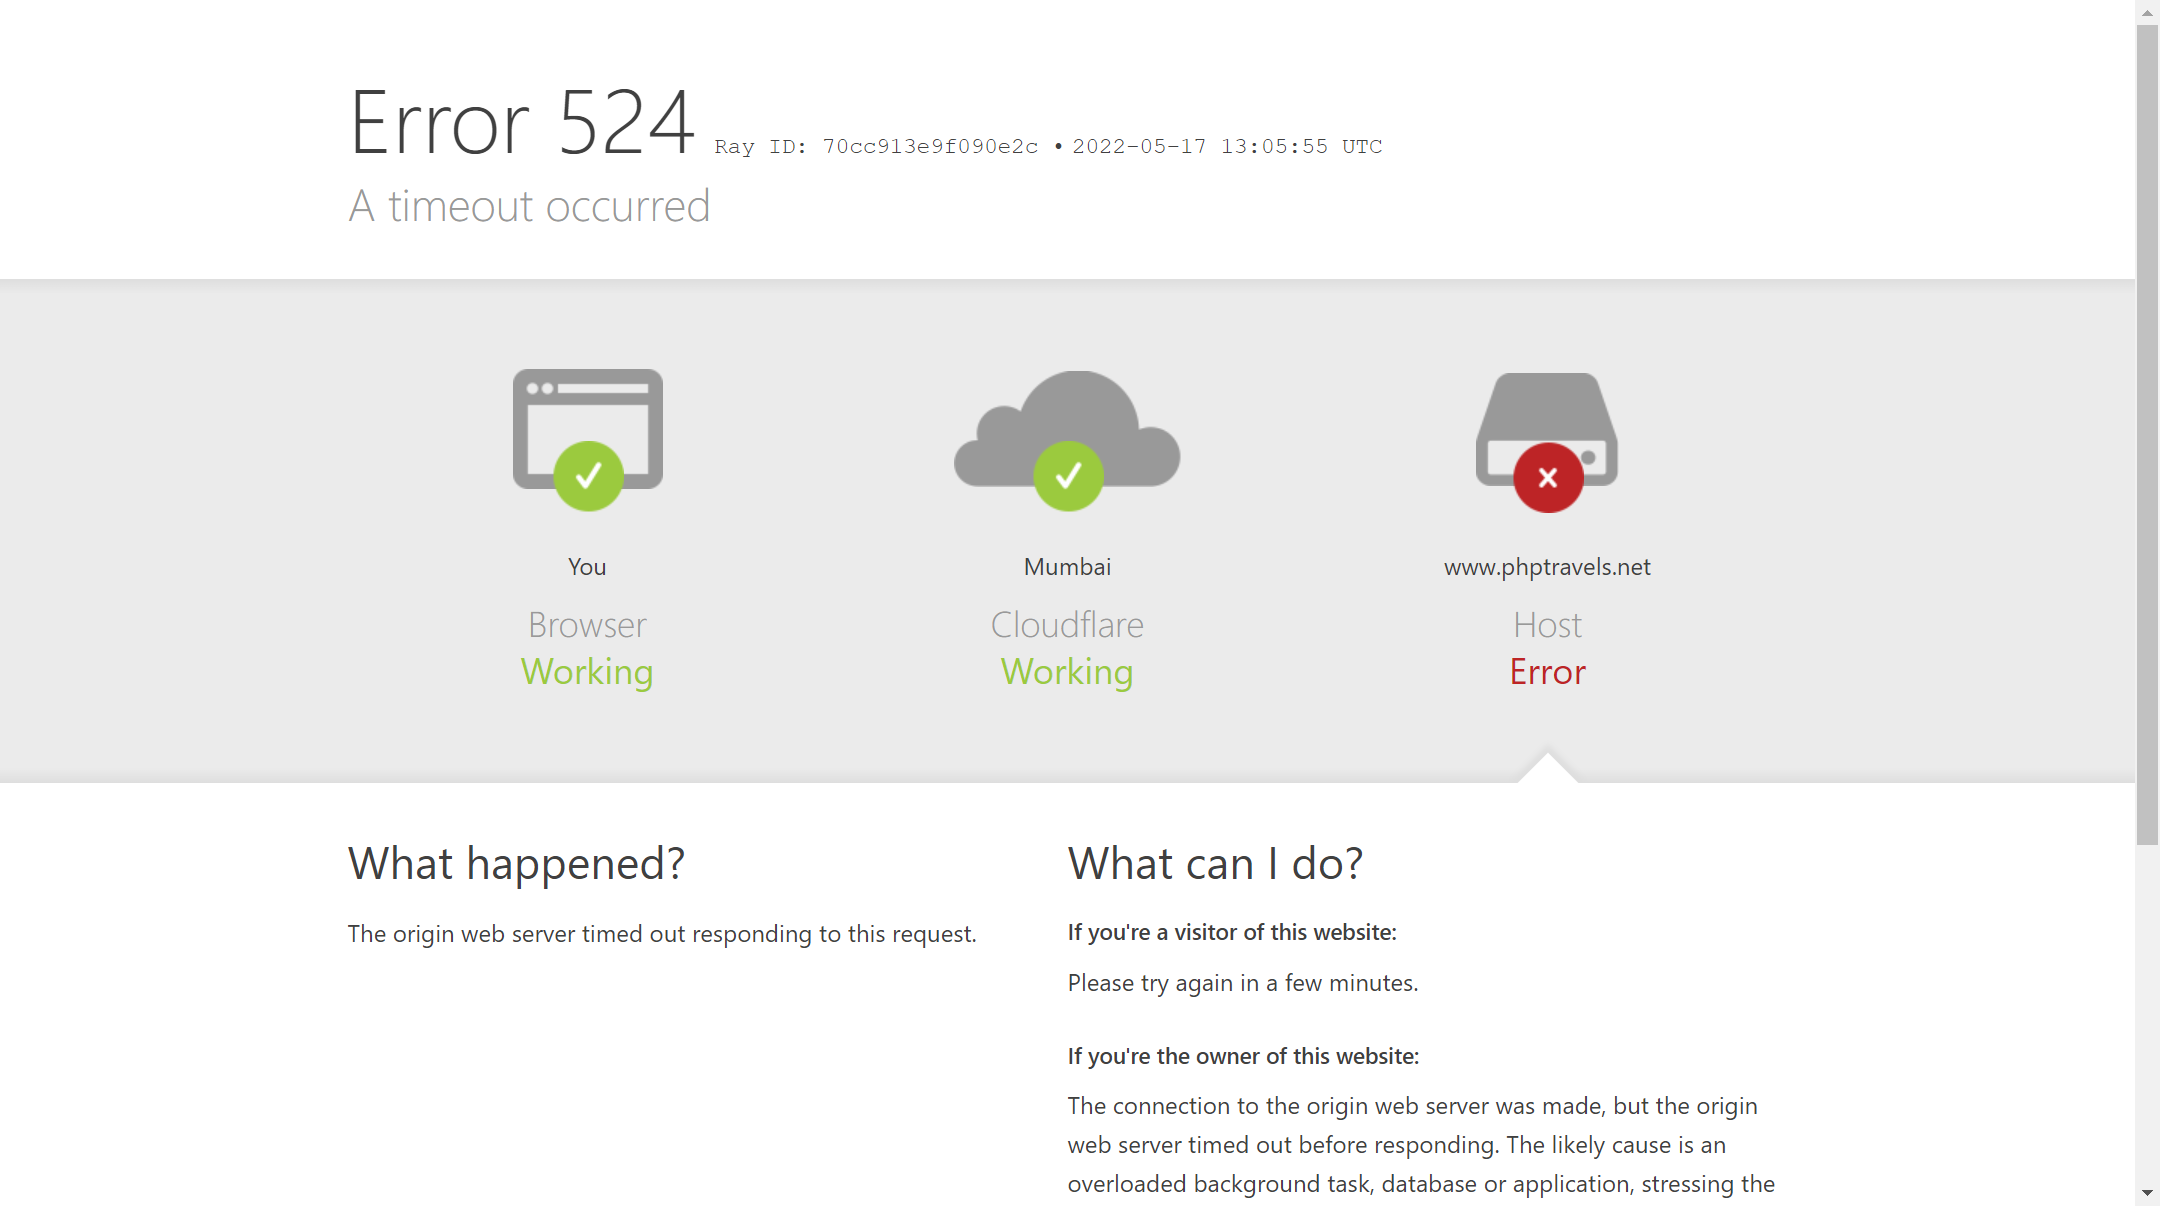 Error 524 Ray ID: 70cc913e9f090e2c • 2022-05-17 13:05:55 UTC
A timeout occurred
You
Browser
Working
Mumbai
Cloudflare
Working
www.phptravels.net
Host
Error
What happened?
The origin web server timed out responding to this request.
What can I do?
If you're a visitor of this website:
Please try again in a few minutes.
If you're the owner of this website:
The connection to the origin web server was made, but the origin
web server timed out before responding. The likely cause is an
overloaded background task, database or application, stressing the